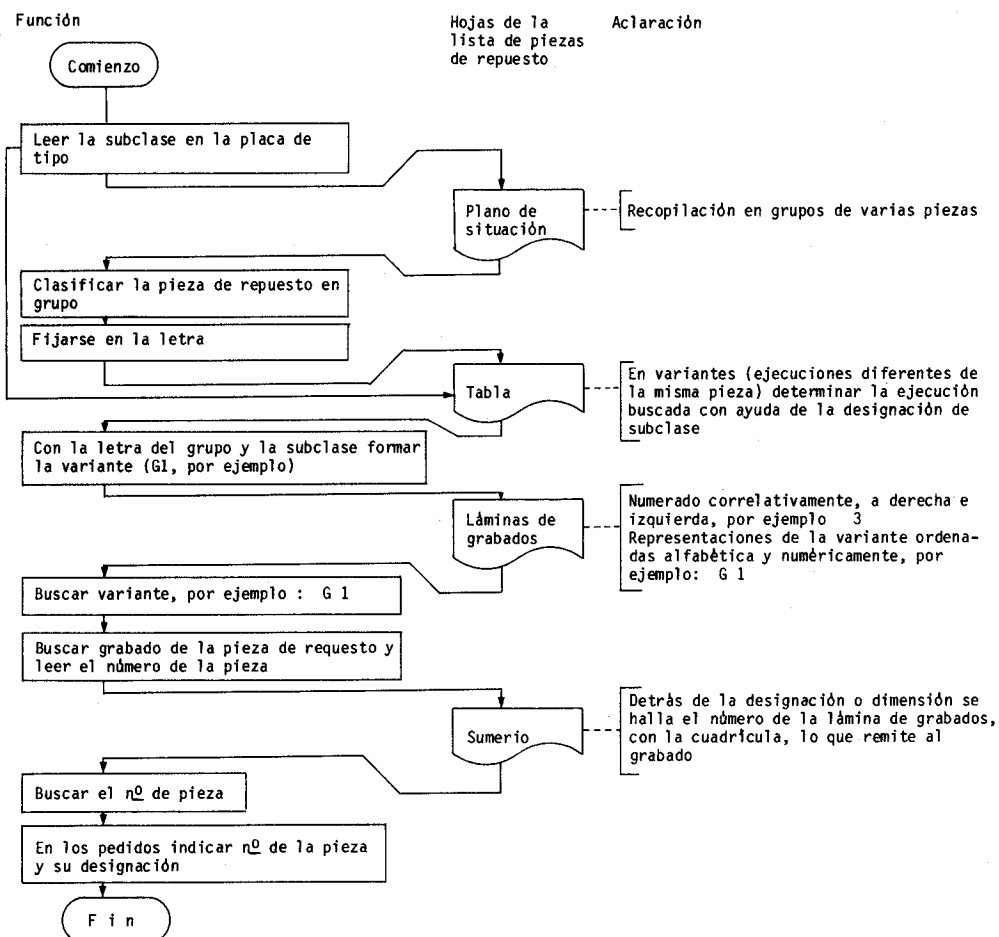 Función
Hojas de la
lista de piezas
de repuesto
Aclaración
Comienzo
Leer la subclase en la placa de
tipo
Plano de
situación
Recopilación en grupos de varias piezas
Clasificar la pieza de repuesto en
grupo
Fijarse en la letra
Tabla
En variantes (ejecuciones diferentes de
la misma pieza) determinar la ejecución
buscada con ayuda de la designación de
subclase
Con la letra del grupo y la subclase formar
la variante (G1, por ejemplo)
Láminas de
grabados
Numerado correlativamente, a derecha e
izquierda, por ejemplo 3
Representaciones de la variante ordena-
das alfabética y numéricamente, por
ejemplo: G 1
Buscar variante, por ejemplo : G 1
Buscar grabado de la pieza de requesto y
leer el número de la pieza
Sumerio
Detrás de la designación o dimensión se
halla el número de la lámina de grabados,
con la cuadrícula, lo que remite al
grabado
Buscar el nº de pieza
En los pedidos indicar nº de la pieza
y su designación
F i n